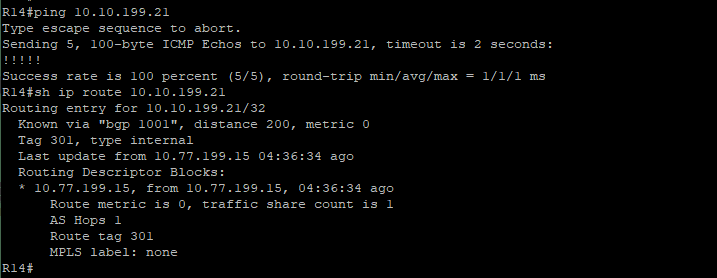 R14#ping 10.10.199.21
Type escape sequence to abort.
Sending 5, 100-byte ICMP Echos to 10.10.199.21, timeout is 2 seconds:
!!!!!
Success rate is 100 percent (5/5), round-trip min/avg/max = 1/1/1 ms
R14#sh ip route 10.10.199.21
Routing entry for 10.10.199.21/32
  Known via "bgp 1001", distance 200, metric 0
  Tag 301, type internal
  Last update from 10.77.199.15 04:36:34 ago
  Routing Descriptor Blocks:
  * 10.77.199.15, from 10.77.199.15, 04:36:34 ago
      Route metric is 0, traffic share count is 1
      AS Hops 1
      Route tag 301
      MPLS label: none
R14#